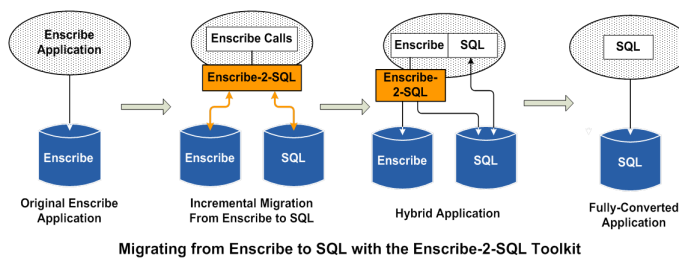 Enscribe
Application
Enscribe
Original Enscribe
Application
Enscribe Calls
Enscribe-2-SQL
Enscribe
SQL
Incremental Migration
From Enscribe to SQL
Enscribe
SQL
Enscribe-
2-SQL
Enscribe
SQL
Hybrid Application
SQL
SQL
Fully-Converted
Application
Migrating from Enscribe to SQL with the Enscribe-2-SQL Toolkit